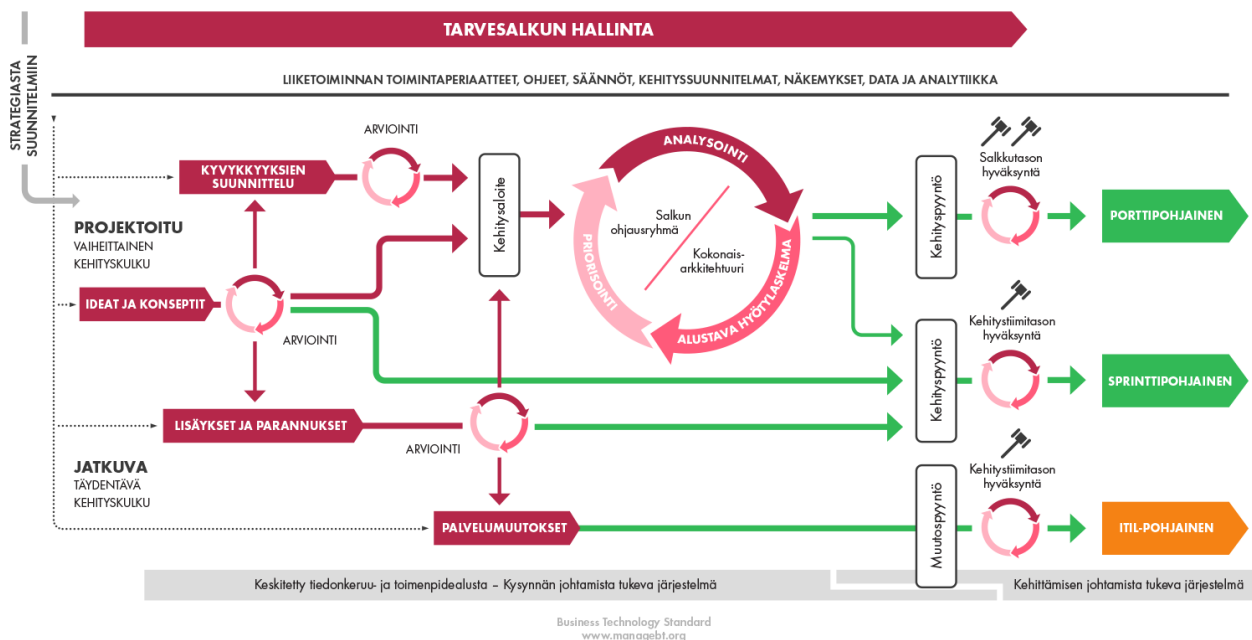 TARVESALKUN HALLINTA
STRATEGIASTA
SUUNNITELMIIN
LIIKETOIMINNAN TOIMINTAPERIAATTEET, OHJEET, SÄÄNNÖT, KEHITYSSUUNNITELMAT, NÄKEMYKSET, DATA JA ANALYTIIKKA
KYVYKKYYKSIEN
SUUNNITTELU
ARVIOINTI
Kehitysaloite
ANALYSOINTI
PRIORISOINTI
ALUSTAVA HYÖTYLASKELMA
Salkun
ohjausryhmä
Kokonais-
arkkitehtuuri
Kehityspyyntö
Salkkutason
hyväksyntä
PORTTIPOHJAINEN
PROJEKTOITU
VAIHEITTAINEN
KEHITYSKULKU
IDEAT JA KONSEPTIT
ARVIOINTI
Kehityspyyntö
Kehitystiimitason
hyväksyntä
SPRINTTIPOHJAINEN
LISÄYKSET JA PARANNUKSET
ARVIOINTI
JATKUVA
TÄYDENTÄVÄ
KEHITYSKULKU
PALVELUMUUTOKSET
Muutospyyntö
Kehitystiimitason
hyväksyntä
ITIL-POHJAINEN
Keskitetty tiedonkeruu- ja toimenpidealusta – Kysynnän johtamista tukeva järjestelmä
Kehittämisen johtamista tukeva järjestelmä
Business Technology Standard
www.managebt.org